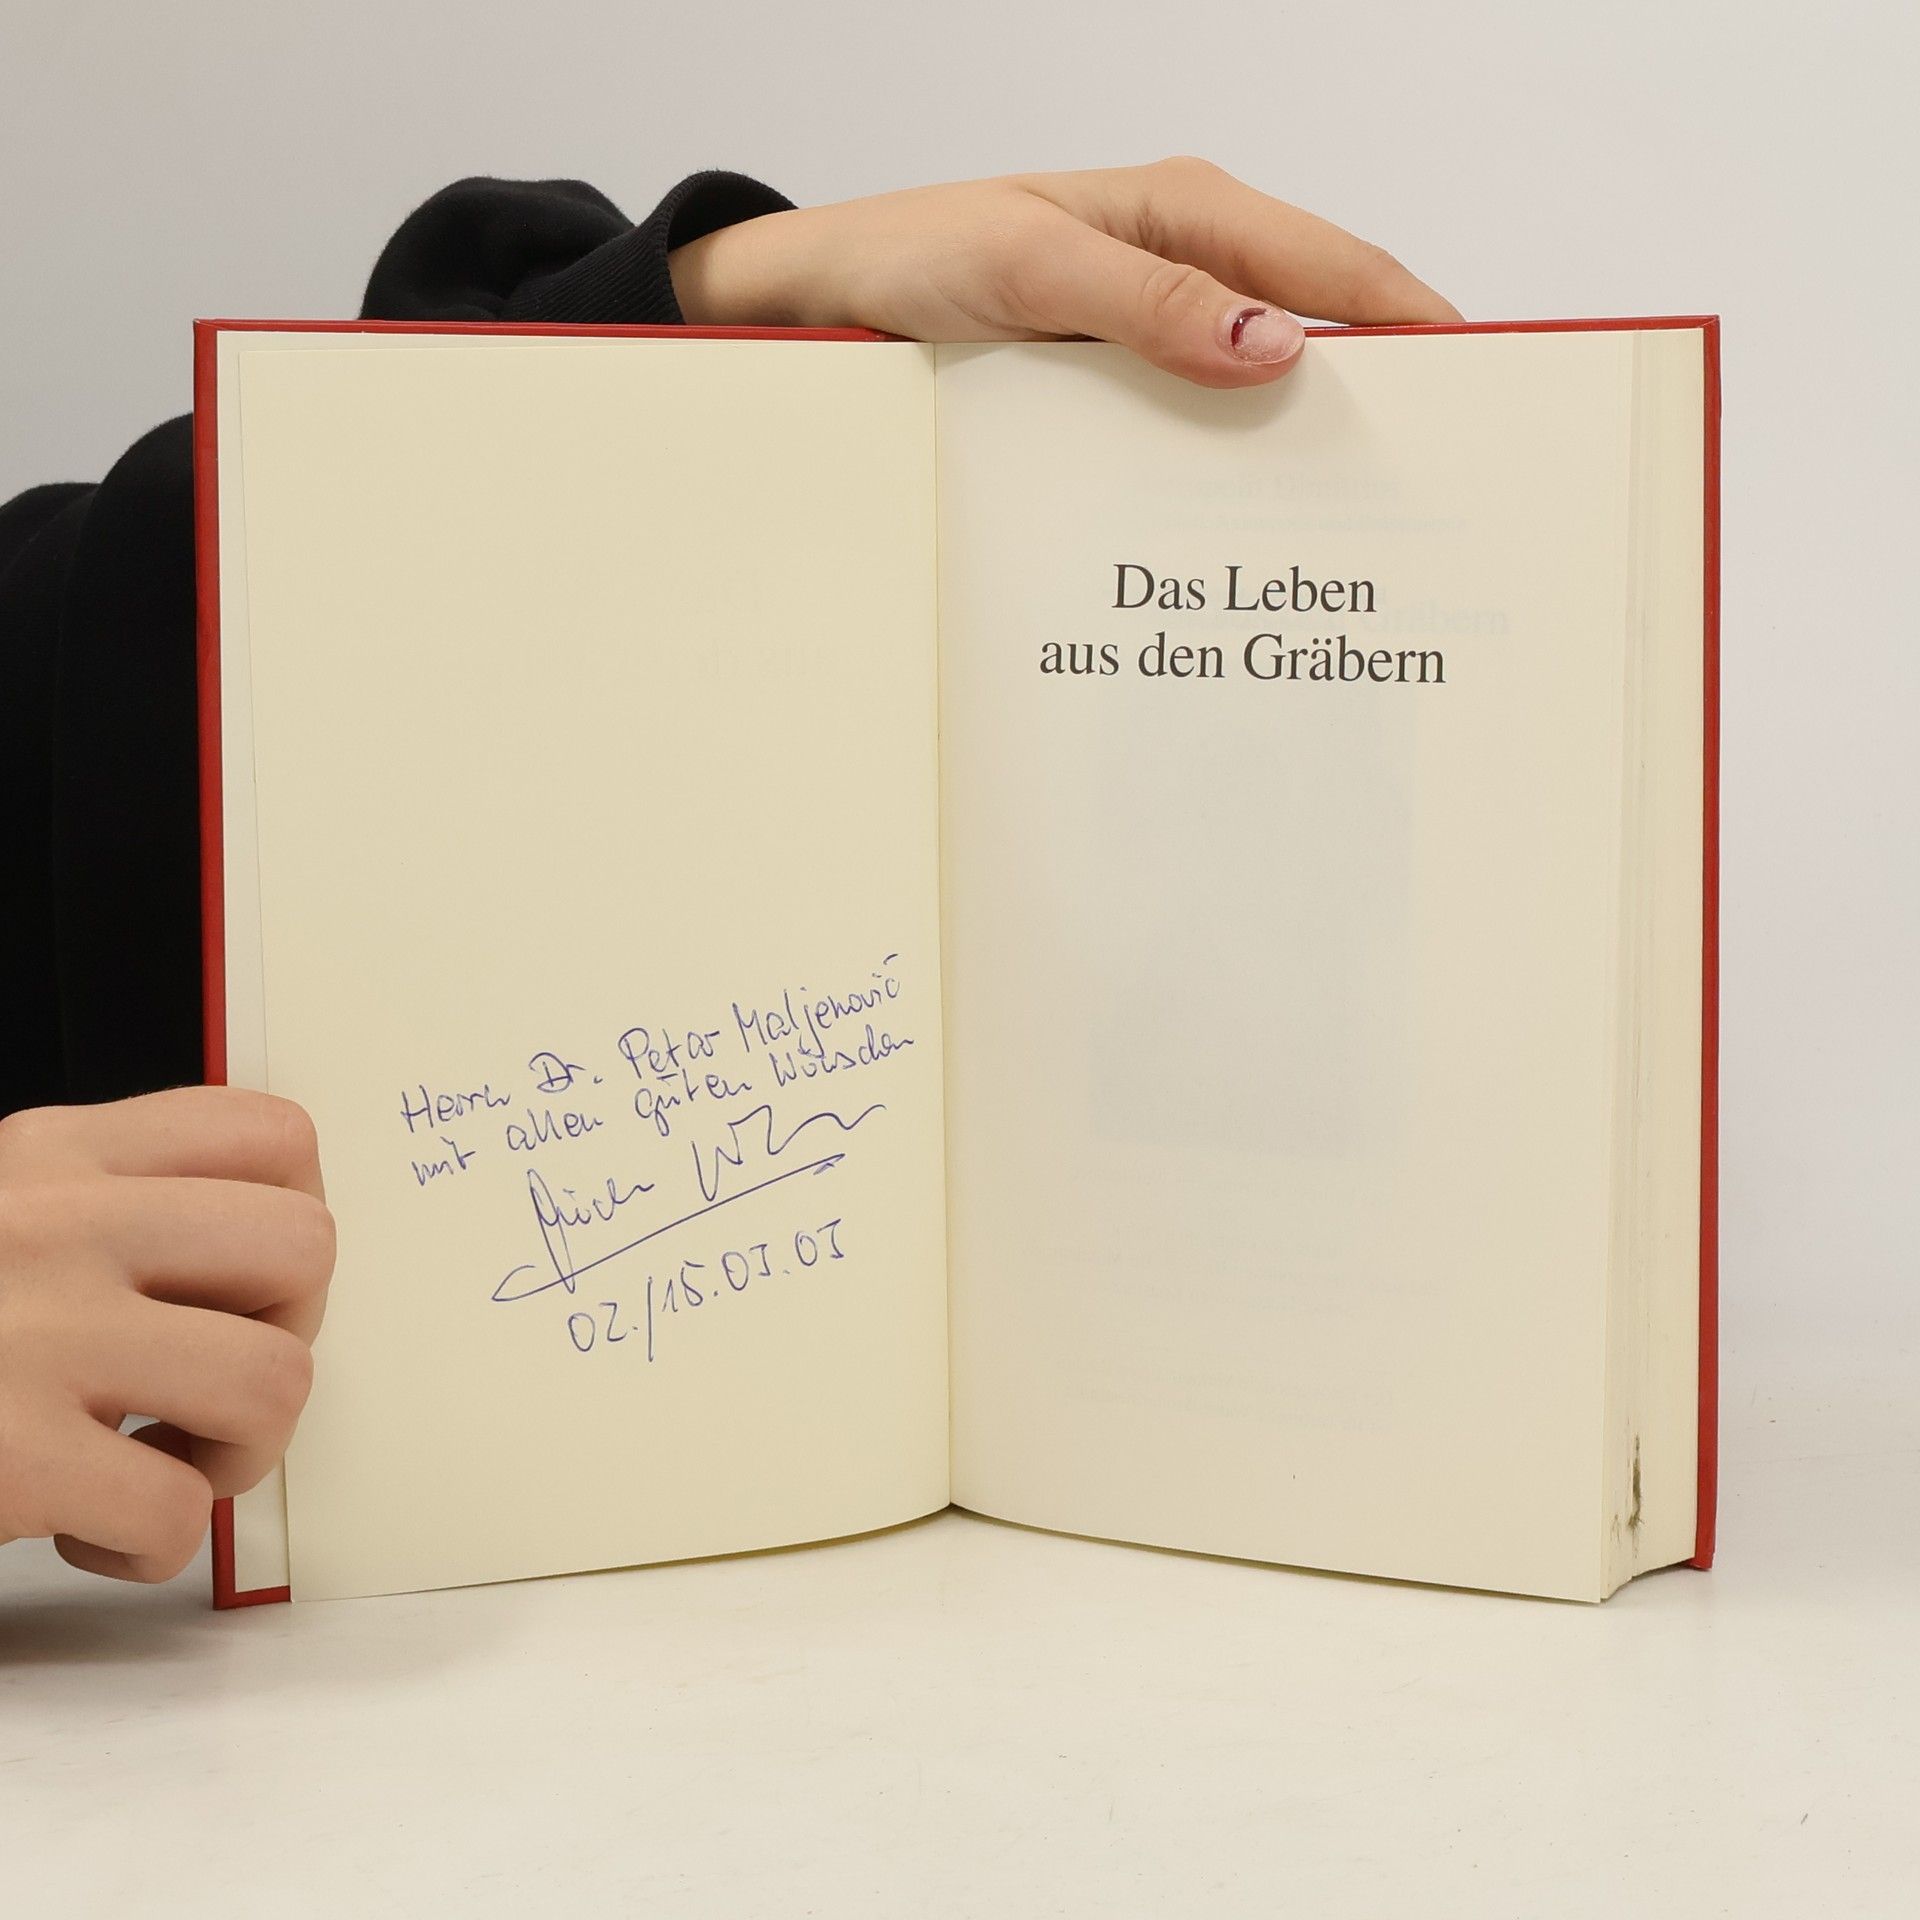 Herrn Dr. Petar Maljenović
mit allen guten Wünschen
02./15.03.03
Das Leben
aus den Gräbern